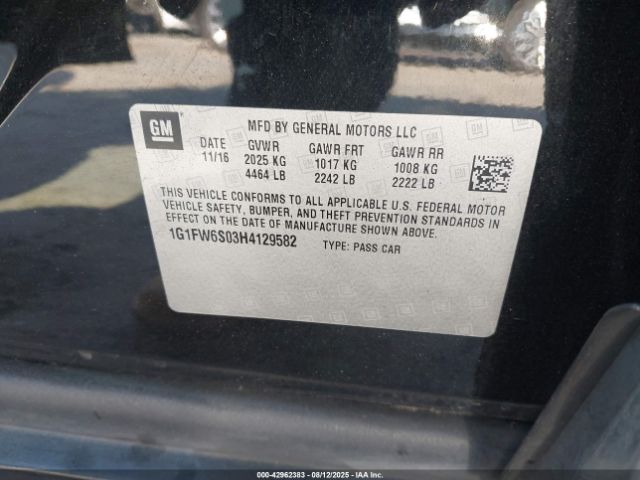 GM
MFD BY GENERAL MOTORS LLC
DATE GVWR GAWR FRT GAWR RR
11/16 2025 KG 1017 KG 1008 KG
4464 LB 2242 LB 2222 LB
THIS VEHICLE CONFORMS TO ALL APPLICABLE U.S. FEDERAL MOTOR
VEHICLE SAFETY, BUMPER, AND THEFT PREVENTION STANDARDS IN
EFFECT ON THE DATE OF MANUFACTURE SHOWN ABOVE.
1G1FW6S03H4129582 TYPE: PASS CAR
000-42962383 - 08/12/2025 - IAAI.COM